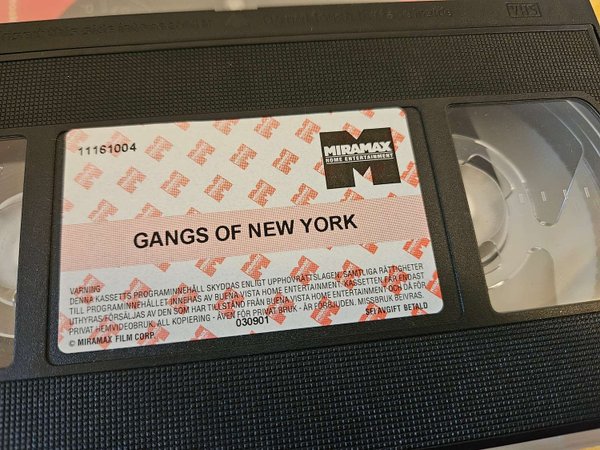 VHS
11161004
MIRAMAX
HOME ENTERTAINMENT
GANGS OF NEW YORK
VARNING
DENNA KASSETTS PROGRAMINNEHÅLL SKYDDAS ENLIGT UPPHOVRÄTTSLAGEN. SAMTLIGA RÄTTIGHETER
TILL PROGRAMINNEHÅLLET INNEHAS AV BUENA VISTA HOME ENTERTAINMENT. KASSETTEN FÅR ENDAST
UTHYRAS/FÖRSÄLJAS AV DEN SOM HAR TILLSTÅND FRÅN BUENA VISTA HOME ENTERTAINMENT OCH DÅ FÖR
PRIVAT HEMVIDEOBRUK. ALL KOPIERING - ÄVEN FÖR PRIVAT BRUK - ÄR FÖRBJUDEN. MISSBRUK BEIVRAS.
© MIRAMAX FILM CORP.
030901
SELAVGIFT BETALD